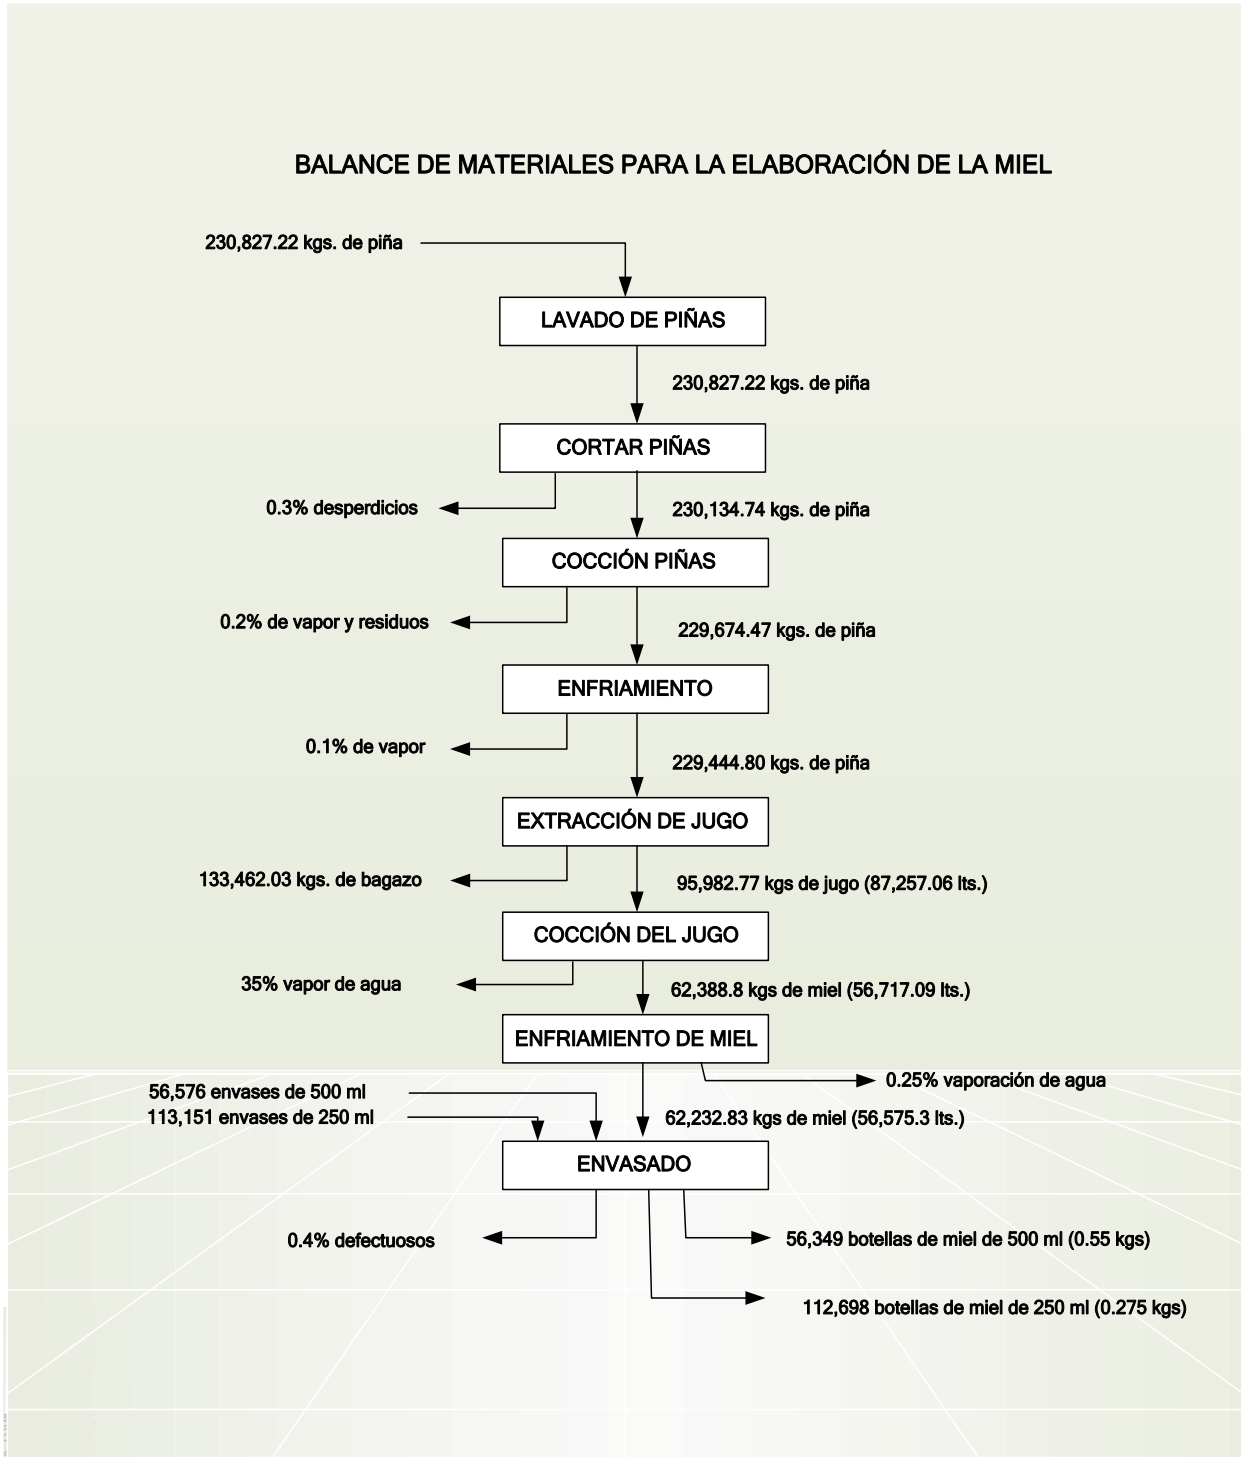 BALANCE DE MATERIALES PARA LA ELABORACIÓN DE LA MIEL
230,827.22 kgs. de piña
LAVADO DE PIÑAS
230,827.22 kgs. de piña
CORTAR PIÑAS
0.3% desperdicios
230,134.74 kgs. de piña
COCCIÓN PIÑAS
0.2% de vapor y residuos
229,674.47 kgs. de piña
ENFRIAMIENTO
0.1% de vapor
229,444.80 kgs. de piña
EXTRACCIÓN DE JUGO
133,462.03 kgs. de bagazo
95,982.77 kgs de jugo (87,257.06 lts.)
COCCIÓN DEL JUGO
35% vapor de agua
62,388.8 kgs de miel (56,717.09 lts.)
ENFRIAMIENTO DE MIEL
0.25% vaporación de agua
56,576 envases de 500 ml
113,151 envases de 250 ml
62,232.83 kgs de miel (56,575.3 lts.)
ENVASADO
0.4% defectuosos
56,349 botellas de miel de 500 ml (0.55 kgs)
112,698 botellas de miel de 250 ml (0.275 kgs)